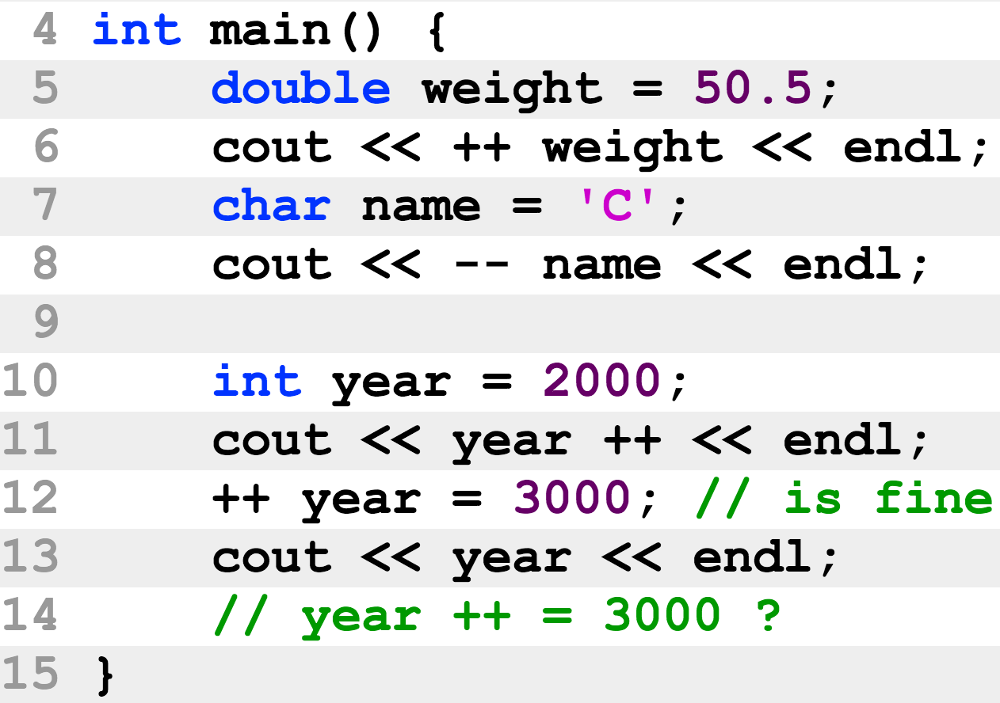 4 int main() {
5 double weight = 50.5;
6 cout << ++ weight << endl;
7 char name = 'C';
8 cout << -- name << endl;
9
10 int year = 2000;
11 cout << year ++ << endl;
12 ++ year = 3000; // is fine
13 cout << year << endl;
14 // year ++ = 3000 ?
15 }